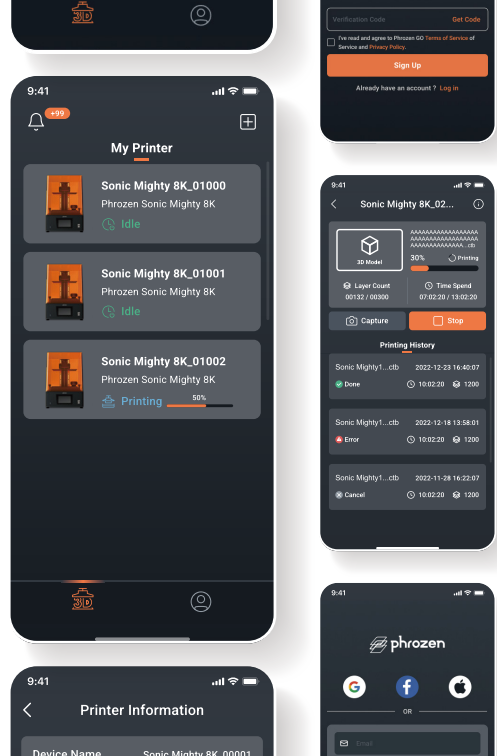 3D
9:41
+99
My Printer
Sonic Mighty 8K_01000
Phrozen Sonic Mighty 8K
Idle
Sonic Mighty 8K_01001
Phrozen Sonic Mighty 8K
Idle
Sonic Mighty 8K_01002
Phrozen Sonic Mighty 8K
Printing 50%
3D
9:41
Printer Information
Device Name Sonic Mighty 8K_00001
Verification Code Get Code
I've read and agree to Phrozen GO Terms of Service of
Service and Privacy Policy.
Sign Up
Already have an account ? Log in
9:41
Sonic Mighty 8K_02...
3D Model
AAAAAAAAAAAAAAAAA
AAAAAAAAAAAAAAAAA
AAAAAAAAAAAAA...ctb
30% Printing
Layer Count
00132 / 00300
Time Spend
07:02:20 / 13:02:20
Capture
Stop
Printing History
Sonic Mighty1...ctb 2022-12-23 16:40:07
Done 10:02:20 1200
Sonic Mighty1...ctb 2022-12-18 13:58:01
Error 10:02:20 1200
Sonic Mighty1...ctb 2022-11-28 16:22:07
Cancel 10:02:20 1200
9:41
phrozen
G f
OR
Email